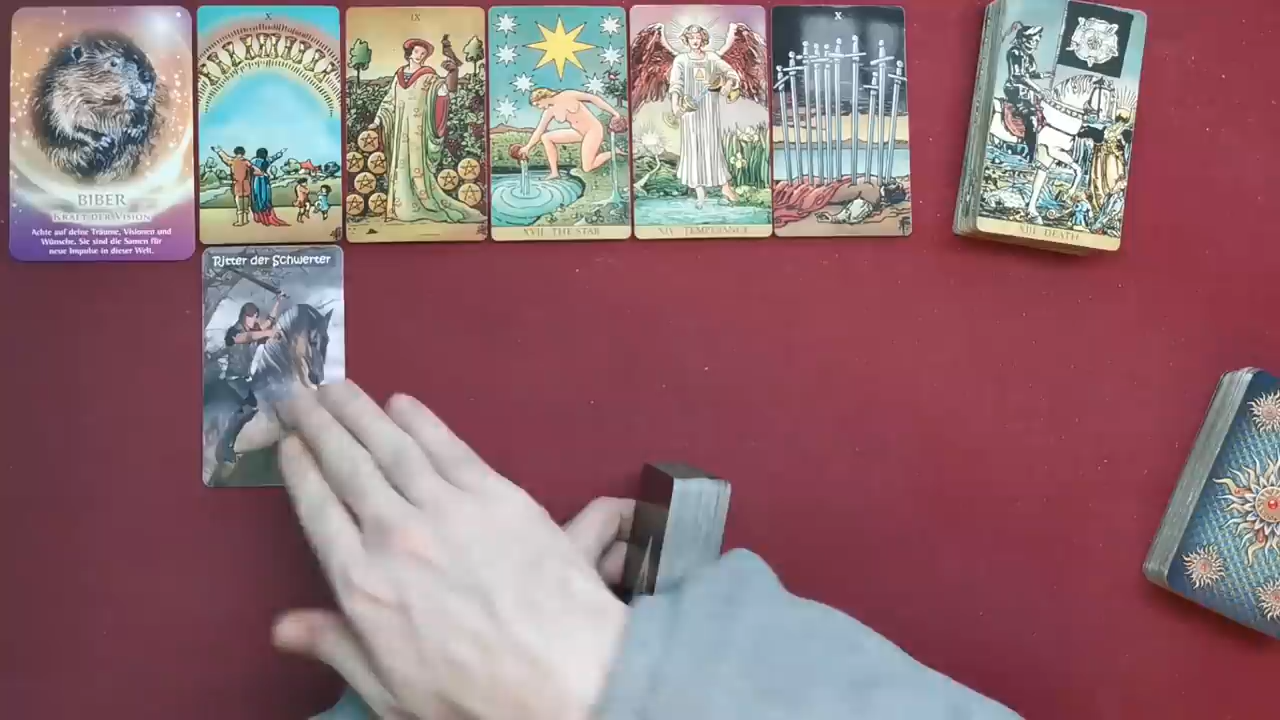 BIBER
KRAFT DER VISION
Achte auf deine Träume, Visionen und
Wünsche. Sie sind die Samen für
neue Impulse in dieser Welt.
X
IX
XVII THE STAR
XIV TEMPERANCE
X
XIII DEATH
Ritter der Schwerter